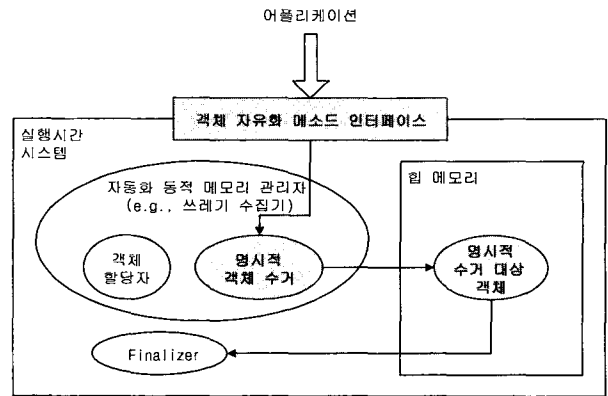 어플리케이션
객체 자유화 메소드 인터페이스
실행시간
시스템
자동화 동적 메모리 관리자
(e.g., 쓰레기 수집기)
힙 메모리
객체
할당자
명시적
객체 수거
명시적
수거 대상
객체
Finalizer